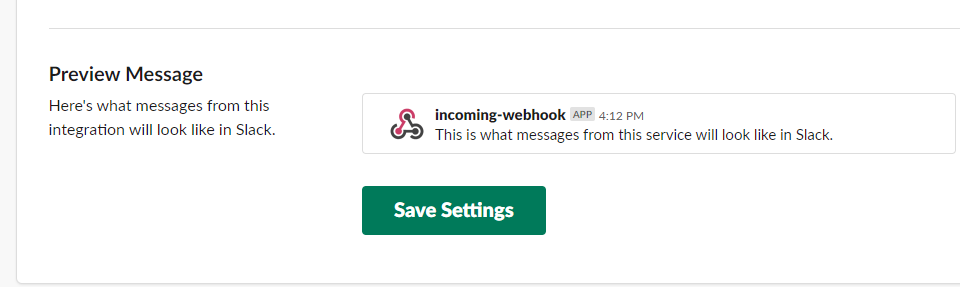 Preview Message
Here's what messages from this
integration will look like in Slack.
incoming-webhook APP 4:12 PM
This is what messages from this service will look like in Slack.
Save Settings